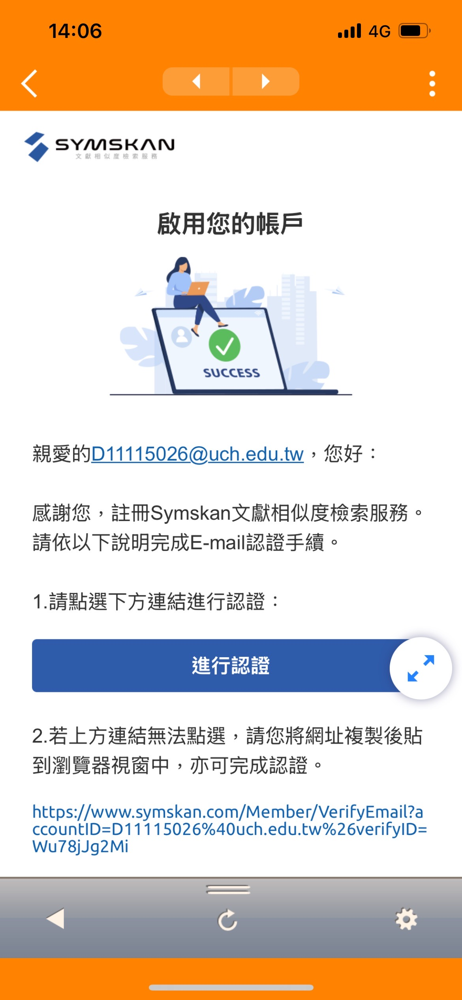 14:06
4G
SYMSKAN
文獻相似度檢索服務
啟用您的帳戶
SUCCESS
親愛的D11115026@uch.edu.tw，您好：
感謝您，註冊Symskan文獻相似度檢索服務。
請依以下說明完成E-mail認證手續。
1.請點選下方連結進行認證：
進行認證
2.若上方連結無法點選，請您將網址複製後貼
到瀏覽器視窗中，亦可完成認證。
https://www.symskan.com/Member/VerifyEmail?a
ccountID=D11115026%40uch.edu.tw%26verifyID=
Wu78jJg2Mi